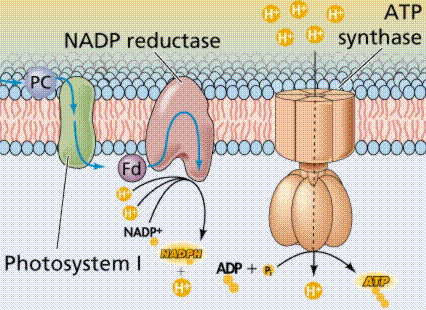 H⁺ H⁺ H⁺
H⁺ H⁺
ATP
synthase
NADP reductase
PC
Fd
H⁺
H⁺
NADP⁺
NADPH
+
H⁺
ADP + Pᵢ
H⁺
ATP
Photosystem I